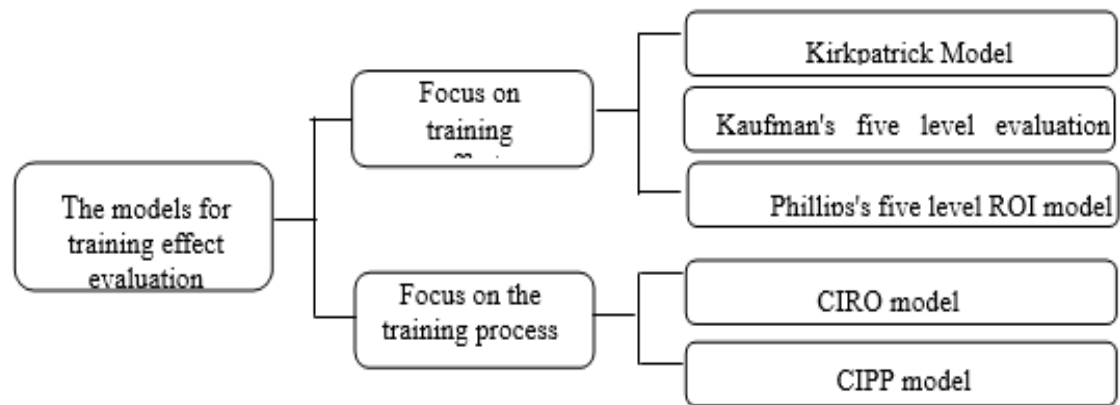 The models for
training effect
evaluation
Focus on
training
Focus on the
training process
Kirkpatrick Model
Kaufman's five level evaluation
Phillips's five level ROI model
CIRO model
CIPP model